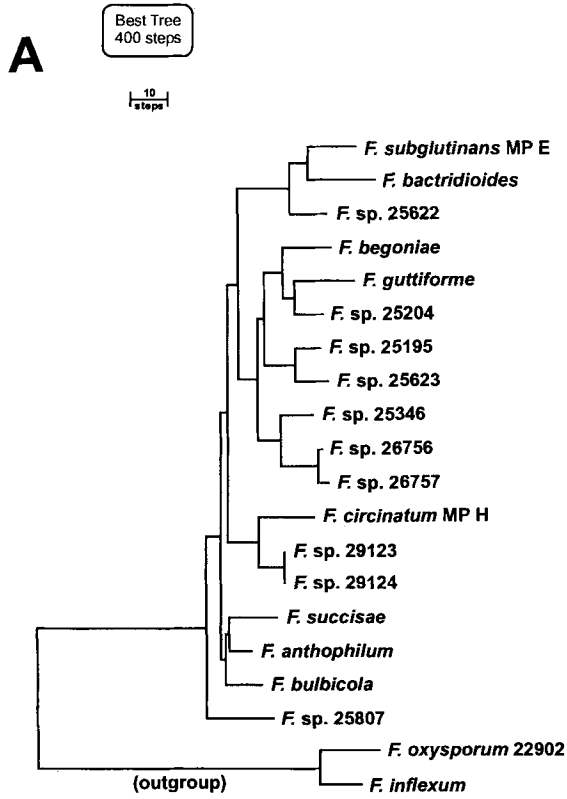 Best Tree
400 steps
A
10
steps
F. subglutinans MP E
F. bactridioides
F. sp. 25622
F. begoniae
F. guttiforme
F. sp. 25204
F. sp. 25195
F. sp. 25623
F. sp. 25346
F. sp. 26756
F. sp. 26757
F. circinatum MP H
F. sp. 29123
F. sp. 29124
F. succisae
F. anthophilum
F. bulbicola
F. sp. 25807
F. oxysporum 22902
(outgroup)
F. inflexum